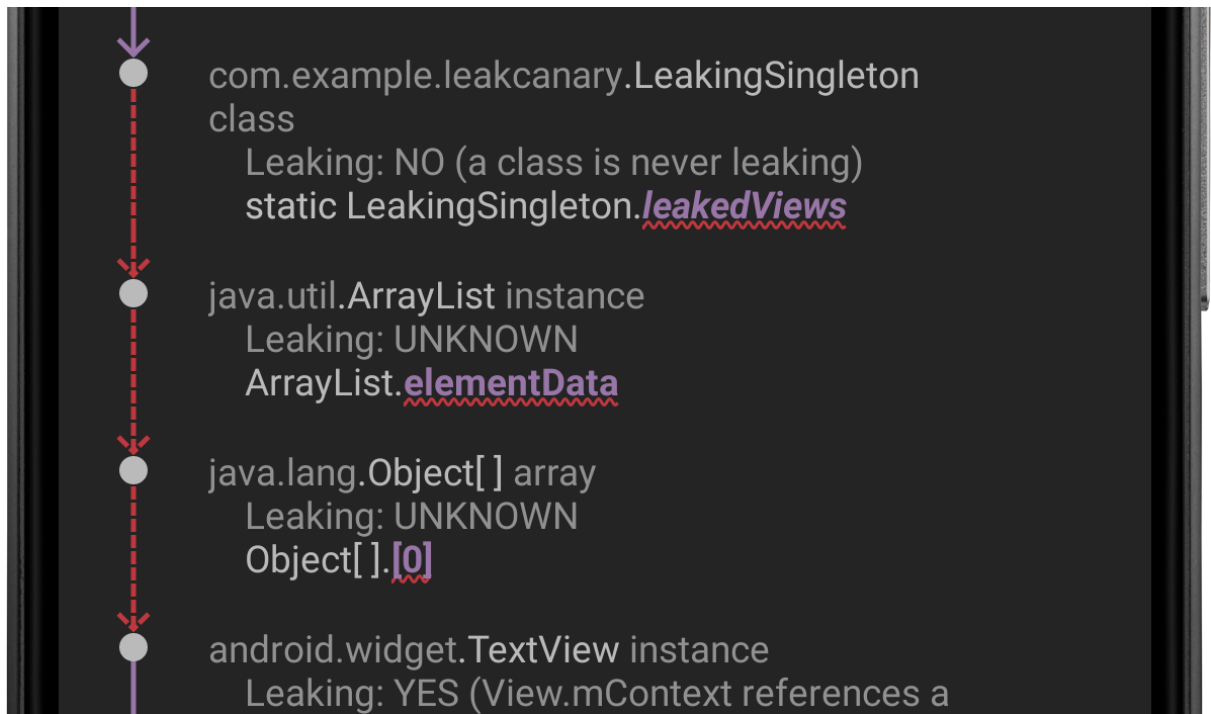 com.example.leakcanary.LeakingSingleton
class
Leaking: NO (a class is never leaking)
static LeakingSingleton.leakedViews
java.util.ArrayList instance
Leaking: UNKNOWN
ArrayList.elementData
java.lang.Object[] array
Leaking: UNKNOWN
Object[].[0]
android.widget.TextView instance
Leaking: YES (View.mContext references a